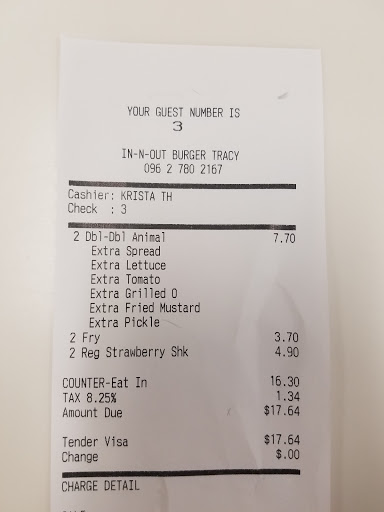 YOUR GUEST NUMBER IS
3
IN-N-OUT BURGER TRACY
096 2 780 2167
Cashier: KRISTA TH
Check : 3
2 Dbl-Dbl Animal 7.70
Extra Spread
Extra Lettuce
Extra Tomato
Extra Grilled O
Extra Fried Mustard
Extra Pickle
2 Fry 3.70
2 Reg Strawberry Shk 4.90
COUNTER-Eat In 16.30
TAX 8.25% 1.34
Amount Due $17.64
Tender Visa $17.64
Change $.00
CHARGE DETAIL